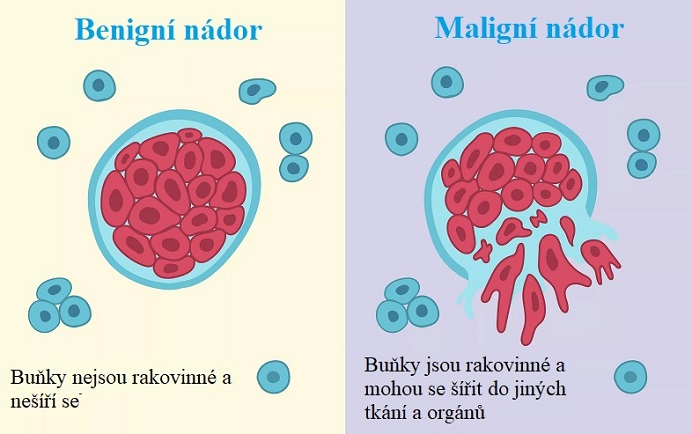 Benigní nádor
Buňky nejsou rakovinné a
nešíří se
Maligní nádor
Buňky jsou rakovinné a
mohou se šířit do jiných
tkání a orgánů